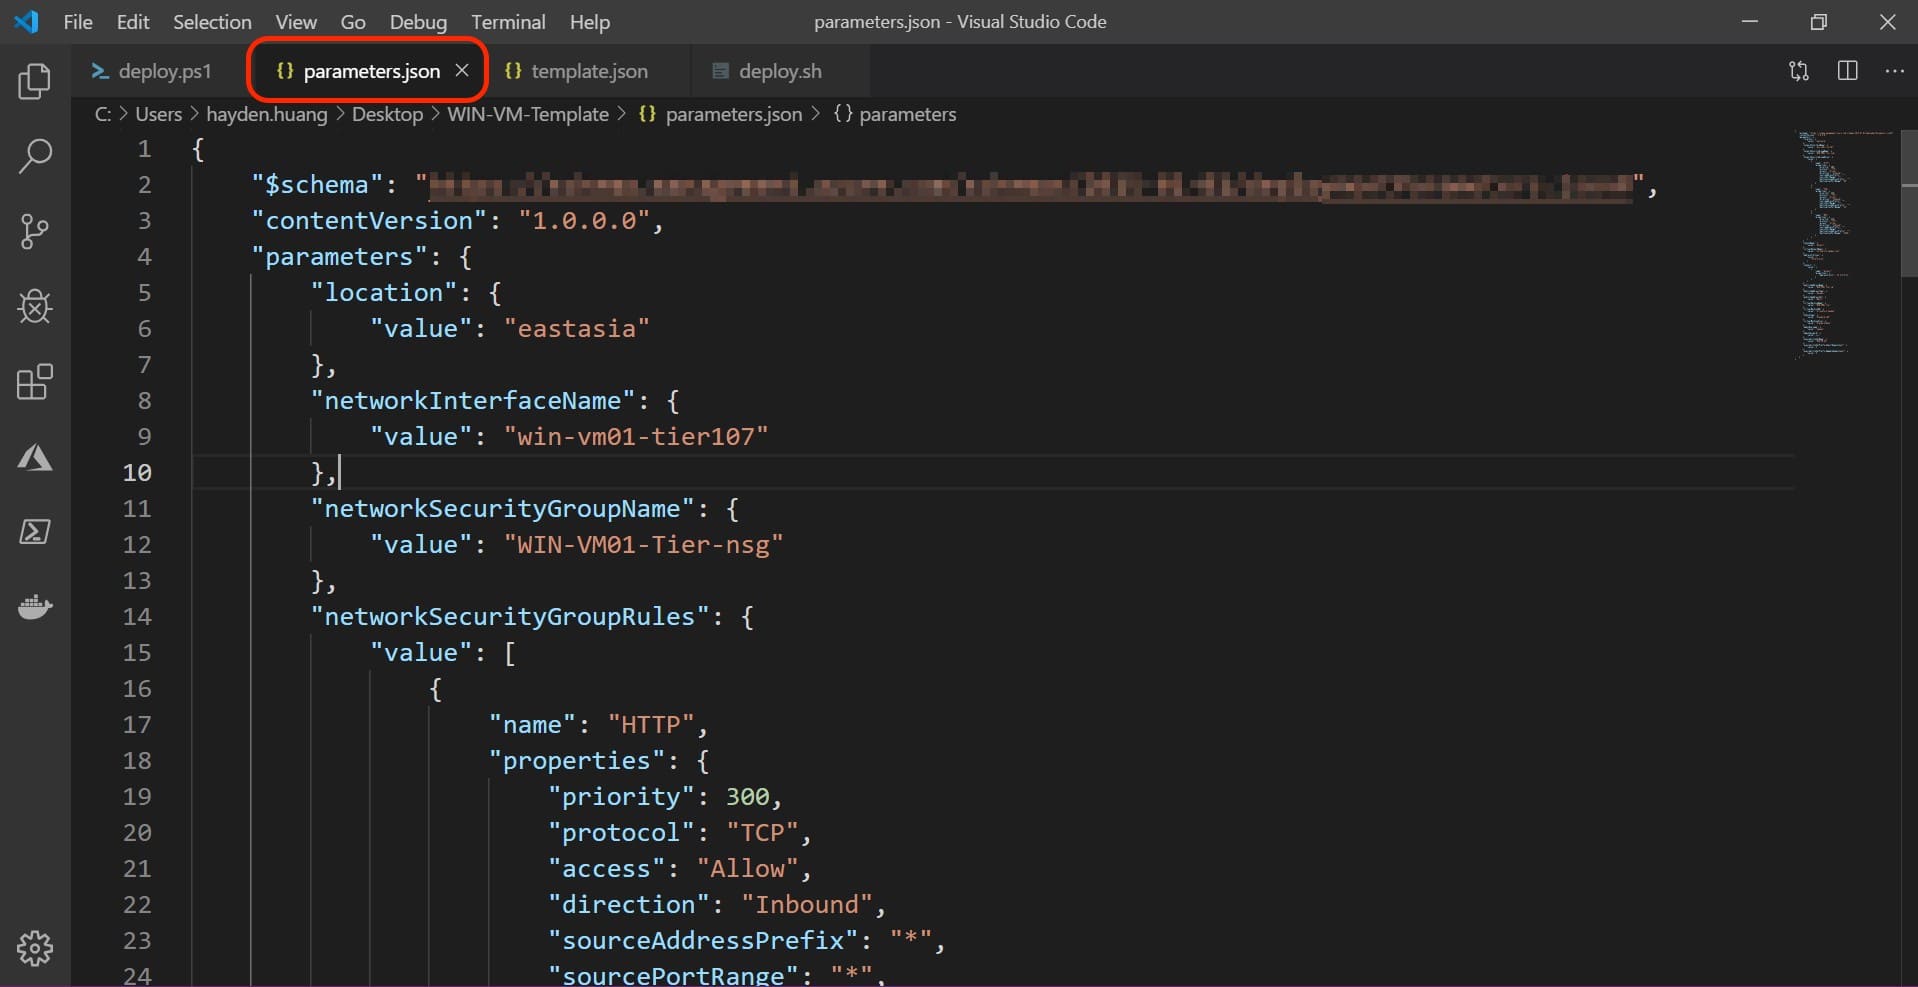 File Edit Selection View Go Debug Terminal Help parameters.json - Visual Studio Code
deploy.ps1 {} parameters.json {} template.json deploy.sh
C: > Users > hayden.huang > Desktop > WIN-VM-Template > {} parameters.json > {} parameters
1 {
2 "$schema": "",
3 "contentVersion": "1.0.0.0",
4 "parameters": {
5 "location": {
6 "value": "eastasia"
7 },
8 "networkInterfaceName": {
9 "value": "win-vm01-tier107"
10 },
11 "networkSecurityGroupName": {
12 "value": "WIN-VM01-Tier-nsg"
13 },
14 "networkSecurityGroupRules": {
15 "value": [
16 {
17 "name": "HTTP",
18 "properties": {
19 "priority": 300,
20 "protocol": "TCP",
21 "access": "Allow",
22 "direction": "Inbound",
23 "sourceAddressPrefix": "*",
24 "sourcePortRange": "*",